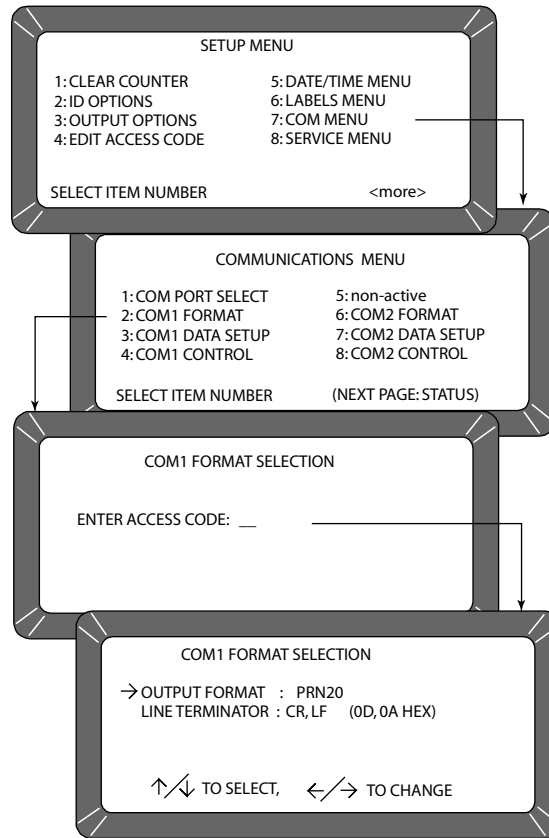 SETUP MENU
1: CLEAR COUNTER 5: DATE/TIME MENU
2: ID OPTIONS 6: LABELS MENU
3: OUTPUT OPTIONS 7: COM MENU
4: EDIT ACCESS CODE 8: SERVICE MENU
SELECT ITEM NUMBER <more>
COMMUNICATIONS MENU
1: COM PORT SELECT 5: non-active
2: COM1 FORMAT 6: COM2 FORMAT
3: COM1 DATA SETUP 7: COM2 DATA SETUP
4: COM1 CONTROL 8: COM2 CONTROL
SELECT ITEM NUMBER (NEXT PAGE: STATUS)
COM1 FORMAT SELECTION
ENTER ACCESS CODE: __
COM1 FORMAT SELECTION
→ OUTPUT FORMAT : PRN20
LINE TERMINATOR : CR, LF (0D, 0A HEX)
↑/↓ TO SELECT, ←/→ TO CHANGE